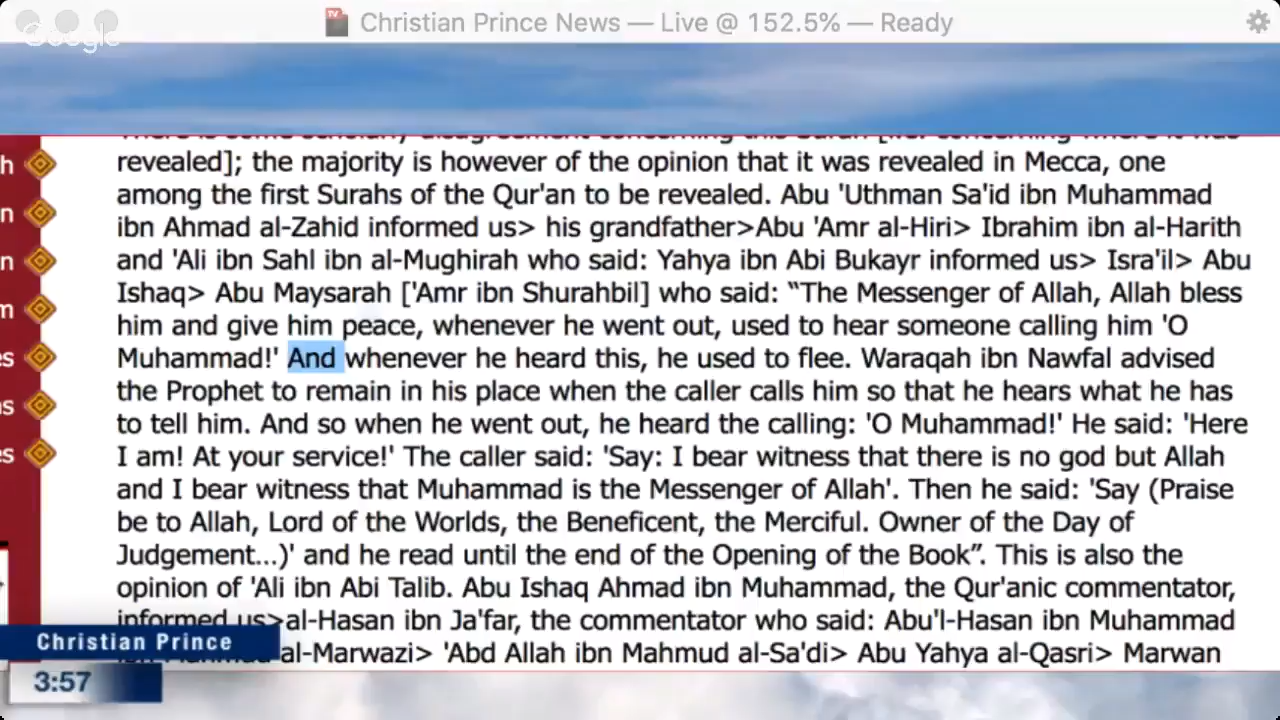 Christian Prince News — Live @ 152.5% — Ready
Google
TV
revealed]; the majority is however of the opinion that it was revealed in Mecca, one
among the first Surahs of the Qur'an to be revealed. Abu 'Uthman Sa'id ibn Muhammad
ibn Ahmad al-Zahid informed us> his grandfather>Abu 'Amr al-Hiri> Ibrahim ibn al-Harith
and 'Ali ibn Sahl ibn al-Mughirah who said: Yahya ibn Abi Bukayr informed us> Isra'il> Abu
Ishaq> Abu Maysarah ['Amr ibn Shurahbil] who said: “The Messenger of Allah, Allah bless
him and give him peace, whenever he went out, used to hear someone calling him 'O
Muhammad!' And whenever he heard this, he used to flee. Waraqah ibn Nawfal advised
the Prophet to remain in his place when the caller calls him so that he hears what he has
to tell him. And so when he went out, he heard the calling: 'O Muhammad!' He said: 'Here
I am! At your service!' The caller said: 'Say: I bear witness that there is no god but Allah
and I bear witness that Muhammad is the Messenger of Allah'. Then he said: 'Say (Praise
be to Allah, Lord of the Worlds, the Beneficent, the Merciful. Owner of the Day of
Judgement...)' and he read until the end of the Opening of the Book”. This is also the
opinion of 'Ali ibn Abi Talib. Abu Ishaq Ahmad ibn Muhammad, the Qur'anic commentator,
informed us>al-Hasan ibn Ja'far, the commentator who said: Abu'l-Hasan ibn Muhammad
al-Marwazi> 'Abd Allah ibn Mahmud al-Sa'di> Abu Yahya al-Qasri> Marwan
h
n
n
m
es
s
es
Christian Prince
3:57